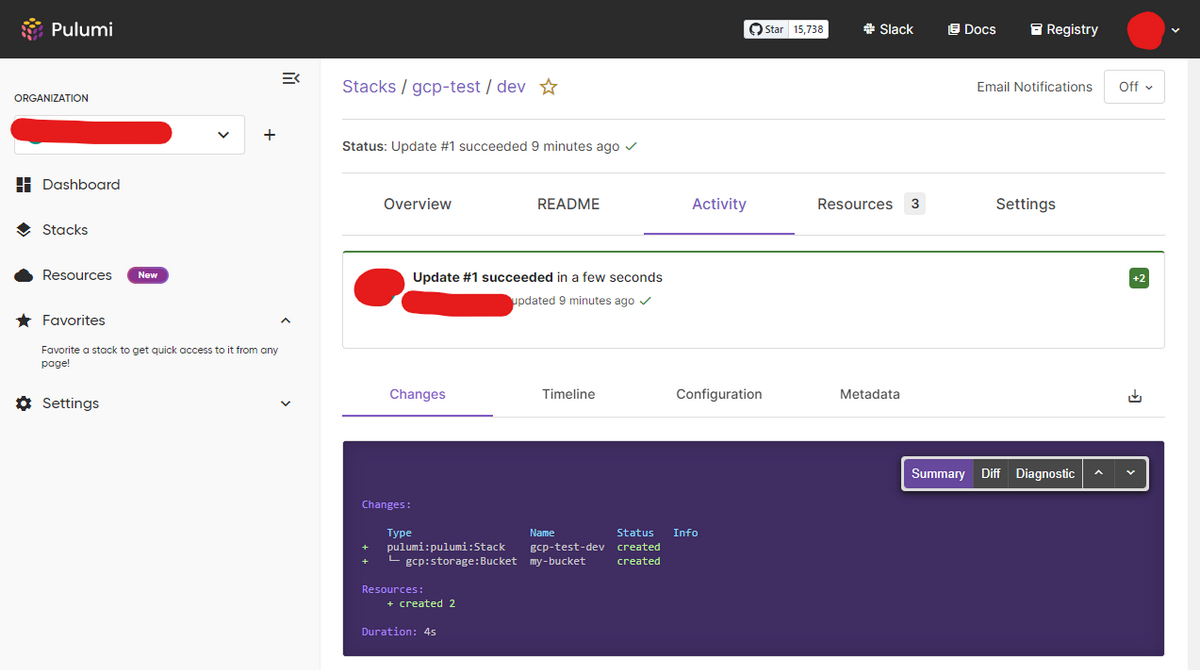 Pulumi
Star 15,738
Slack
Docs
Registry
ORGANIZATION
+
Dashboard
Stacks
Resources New
Favorites
Favorite a stack to get quick access to it from any
page!
Settings
Stacks / gcp-test / dev
Email Notifications Off
Status: Update #1 succeeded 9 minutes ago ✓
Overview README Activity Resources 3 Settings
Update #1 succeeded in a few seconds
updated 9 minutes ago ✓
+2
Changes Timeline Configuration Metadata
Summary Diff Diagnostic
Changes:
Type Name Status Info
+ pulumi:pulumi:Stack gcp-test-dev created
+ └─ gcp:storage:Bucket my-bucket created
Resources:
+ created 2
Duration: 4s